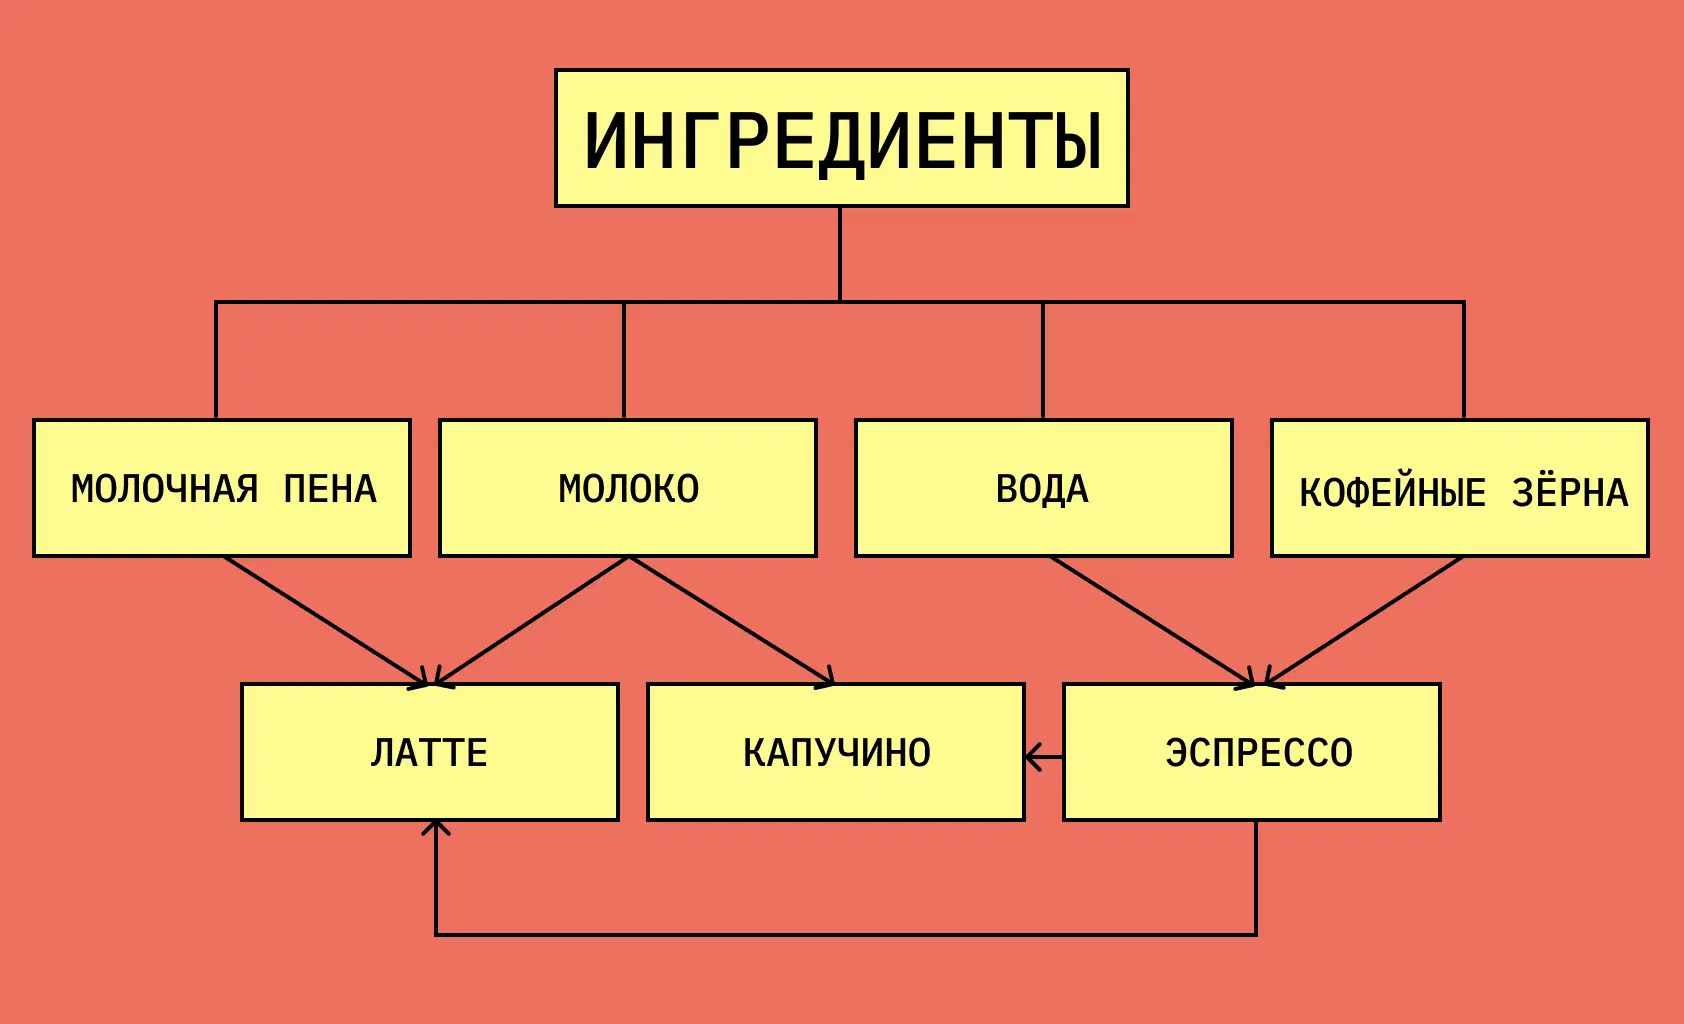 ИНГРЕДИЕНТЫ
МОЛОЧНАЯ ПЕНА
МОЛОКО
ВОДА
КОФЕЙНЫЕ ЗЁРНА
ЛАТТЕ
КАПУЧИНО
ЭСПРЕССО